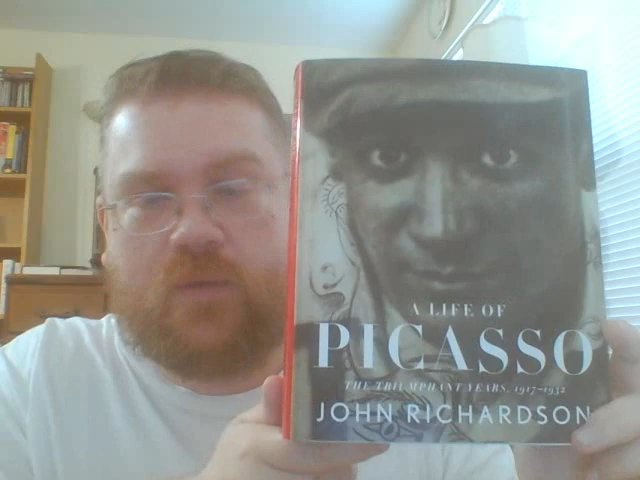 A LIFE OF
PICASSO
THE TRIUMPHANT YEARS, 1917–1932
JOHN RICHARDSON